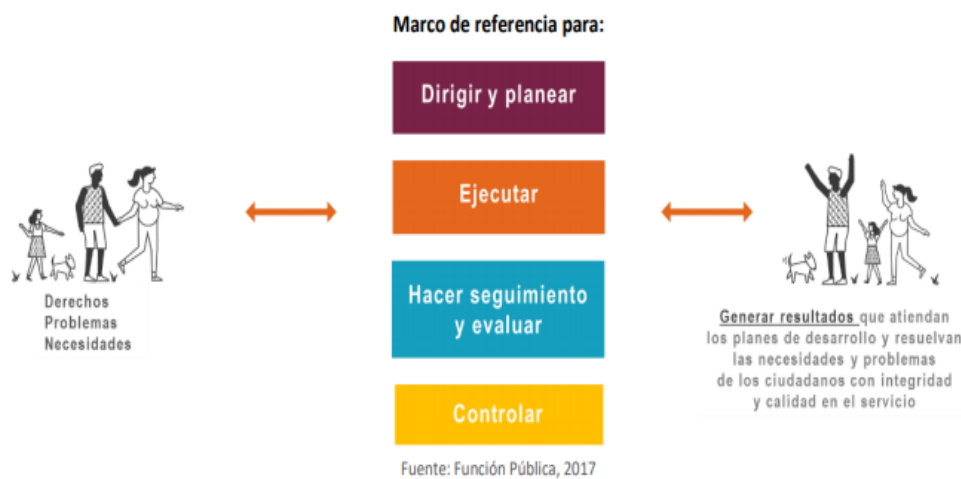 Marco de referencia para:
Dirigir y planear
Ejecutar
Hacer seguimiento
y evaluar
Controlar
Derechos
Problemas
Necesidades
Generar resultados que atiendan
los planes de desarrollo y resuelvan
las necesidades y problemas
de los ciudadanos con integridad
y calidad en el servicio
Fuente: Función Pública, 2017